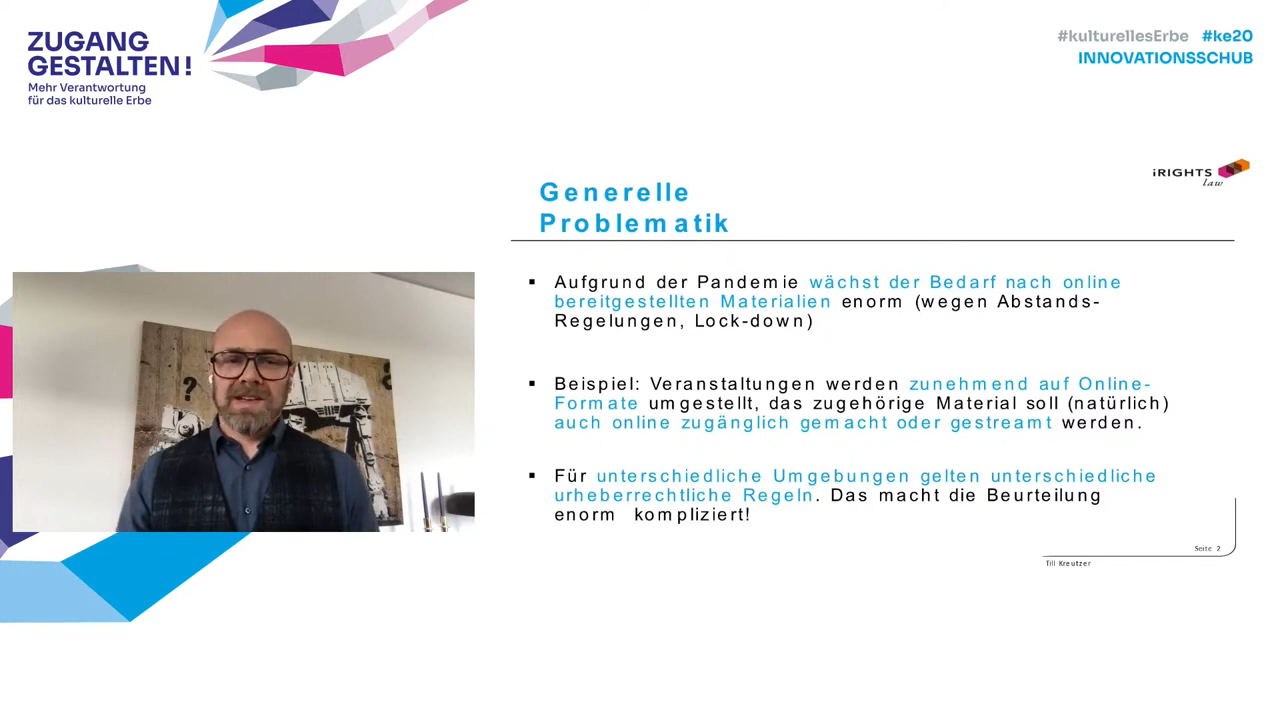 ZUGANG
GESTALTEN!
Mehr Verantwortung
für das kulturelle Erbe
#kulturellesErbe #ke20
INNOVATIONSSCHUB
iRIGHTS
law
Generelle
Problematik
▪ Aufgrund der Pandemie wächst der Bedarf nach online
bereitgestellten Materialien enorm (wegen Abstands-
Regelungen, Lock-down)
▪ Beispiel: Veranstaltungen werden zunehmend auf Online-
Formate umgestellt, das zugehörige Material soll (natürlich)
auch online zugänglich gemacht oder gestreamt werden.
▪ Für unterschiedliche Umgebungen gelten unterschiedliche
urheberrechtliche Regeln. Das macht die Beurteilung
enorm kompliziert!
Seite 2
Till Kreutzer
?